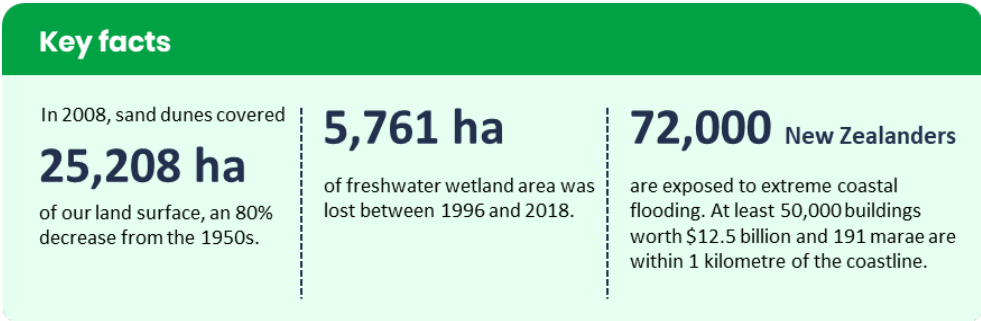 Key facts
In 2008, sand dunes covered
25,208 ha
of our land surface, an 80%
decrease from the 1950s.
5,761 ha
of freshwater wetland area was
lost between 1996 and 2018.
72,000 New Zealanders
are exposed to extreme coastal
flooding. At least 50,000 buildings
worth $12.5 billion and 191 marae are
within 1 kilometre of the coastline.